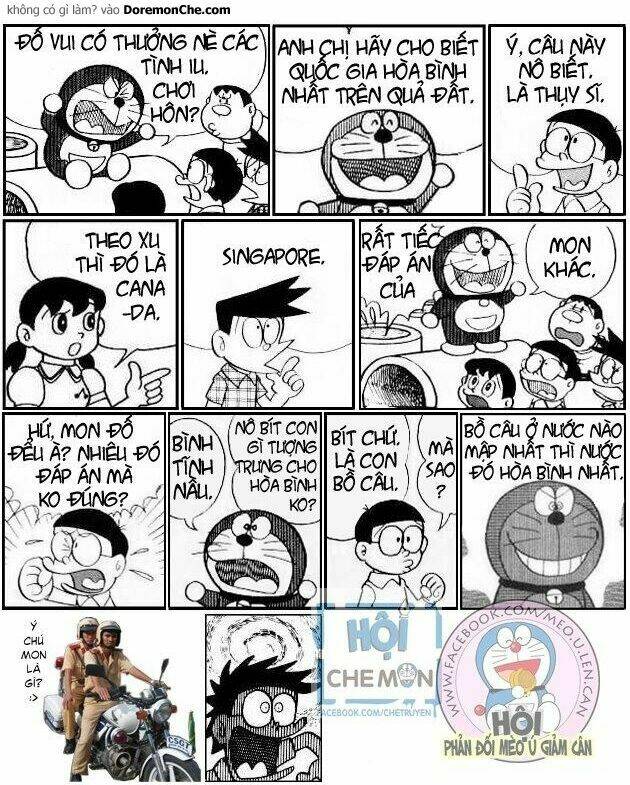 không có gì làm? vào DoremonChe.com
ĐỐ VUI CÓ THƯỞNG NÈ CÁC
TÌNH IU.
CHƠI
HÔN?
ANH CHỊ HÃY CHO BIẾT
QUỐC GIA HÒA BÌNH
NHẤT TRÊN QUẢ ĐẤT.
Ý, CÂU NÀY
NÔ BIẾT.
LÀ THỤY SĨ.
THEO XU
THÌ ĐÓ LÀ
CANA
-DA.
SINGAPORE.
RẤT TIẾC
ĐÁP ÁN
CỦA
MON
KHÁC.
HỨ, MON ĐỐ
ĐỂU À? NHIÊU ĐÓ
ĐÁP ÁN MÀ
KO ĐÚNG?
BÌNH
TĨNH
NẦU.
NÔ BÍT CON
GÌ TƯỢNG
TRƯNG CHO
HÒA BÌNH
KO?
BÍT CHỨ.
LÀ CON
BỒ CÂU.
MÀ
SAO
?
BỒ CÂU Ở NƯỚC NÀO
MẬP NHẤT THÌ NƯỚC
ĐÓ HÒA BÌNH NHẤT.
Ý
CHÚ
MON
LÀ
GÌ?
:>
CSGT
HỘI
CHEMON
FACEBOOK.COM/CHETRUYEN
WWW.FACEBOOK.COM/MEO.U.LEN.CAN
HỘI
PHẢN ĐỐI MÈO Ú GIẢM CÂN